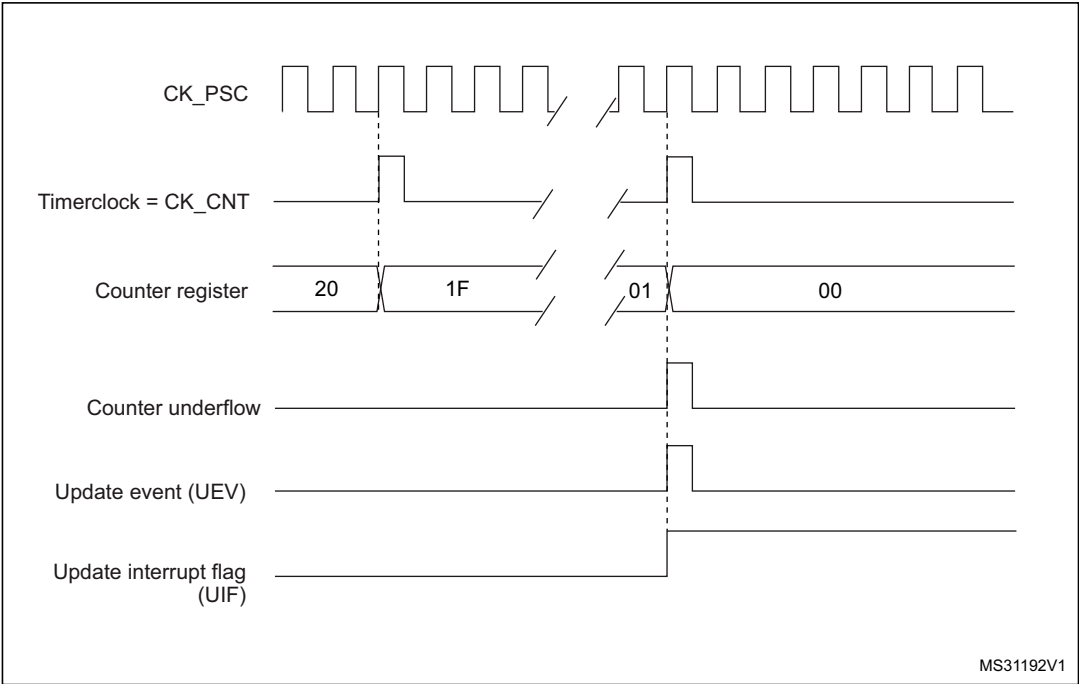 CK_PSC
Timerclock = CK_CNT
Counter register
20
1F
01
00
Counter underflow
Update event (UEV)
Update interrupt flag
(UIF)
MS31192V1